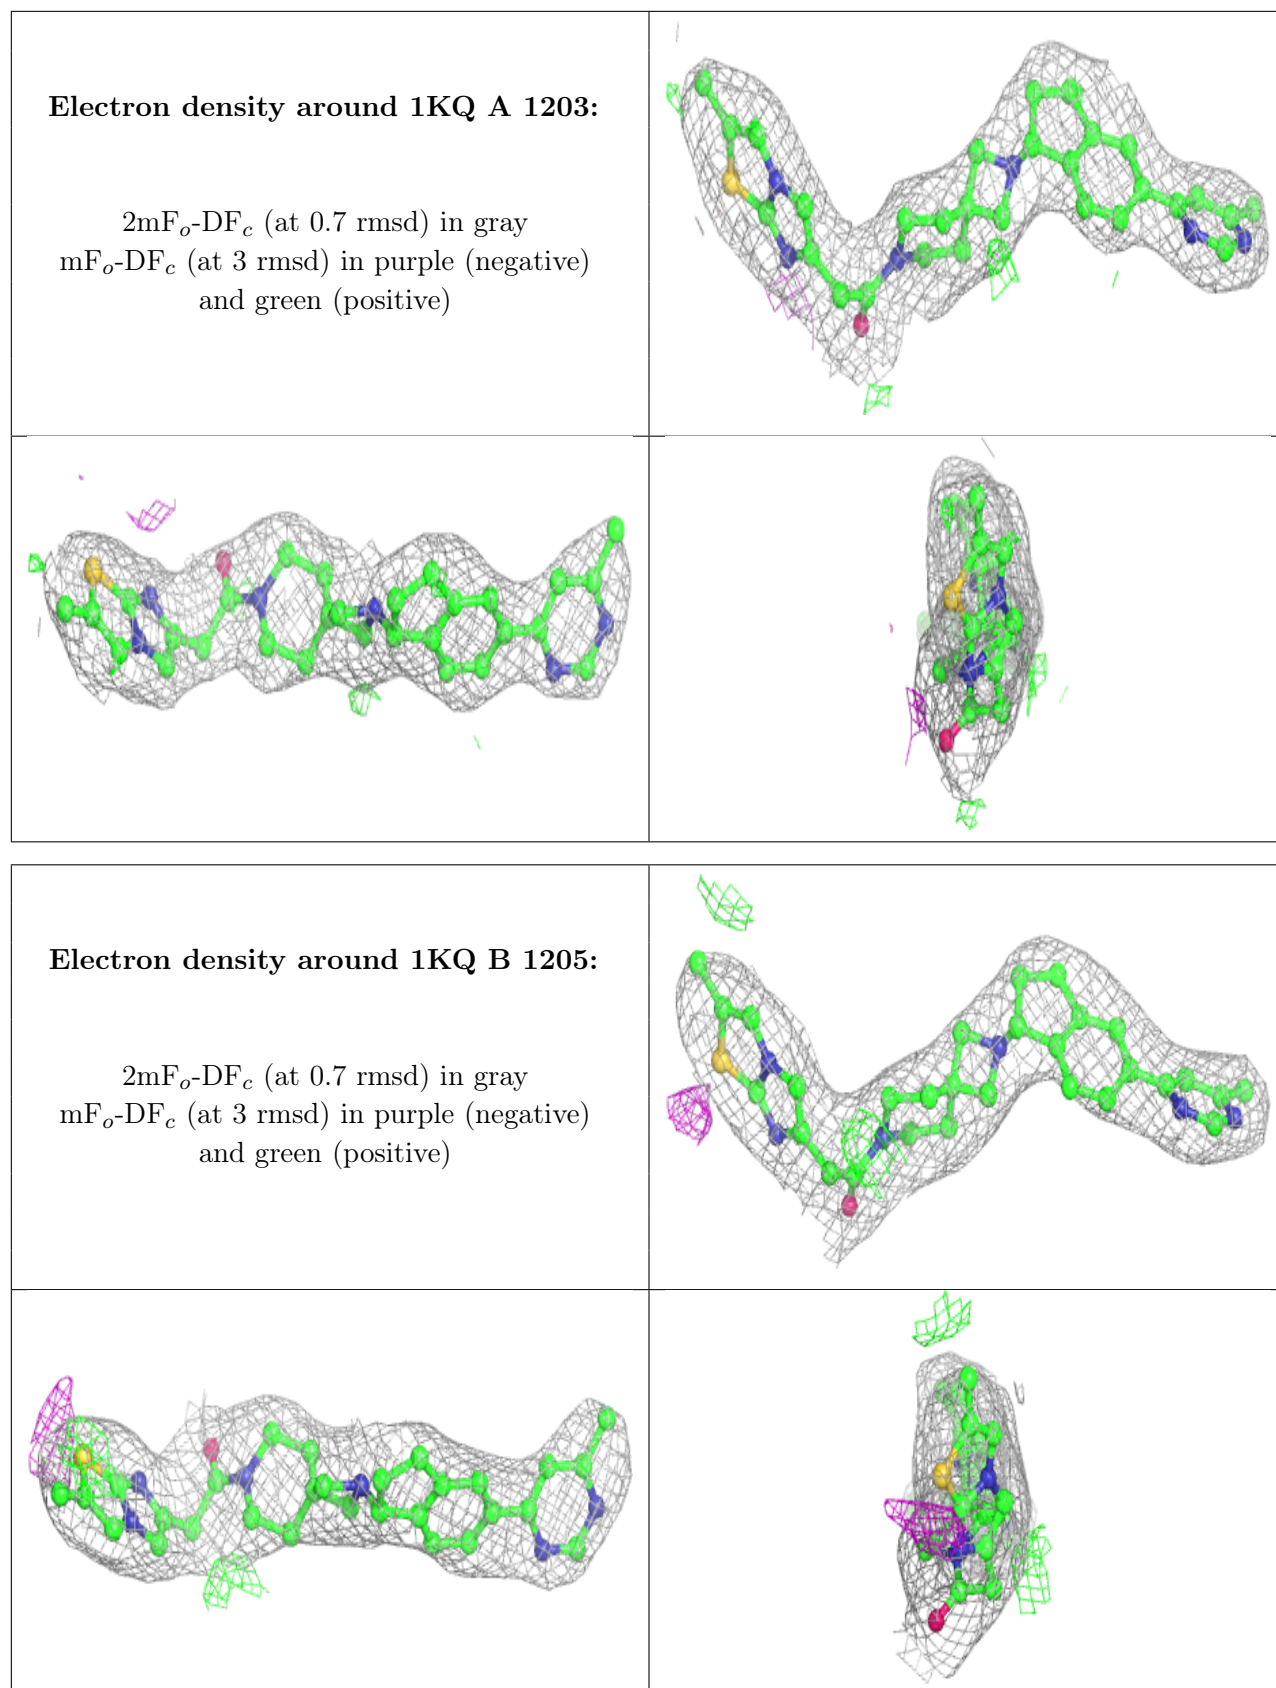 Electron density around 1KQ A 1203:
2mFo-DFc (at 0.7 rmsd) in gray
mFo-DFc (at 3 rmsd) in purple (negative)
and green (positive)
Electron density around 1KQ B 1205:
2mFo-DFc (at 0.7 rmsd) in gray
mFo-DFc (at 3 rmsd) in purple (negative)
and green (positive)